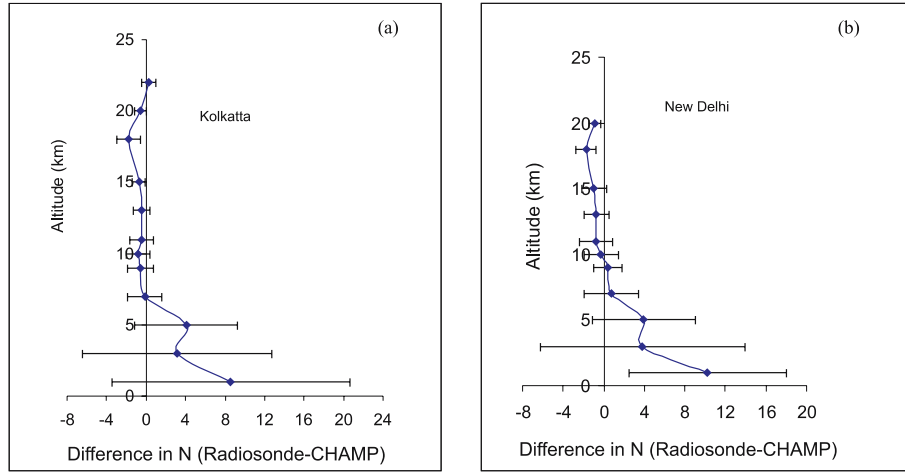 (a)
25
20
15
10
5
0
Kolkatta
Altitude (km)
-8 -4 0 4 8 12 16 20 24
Difference in N (Radiosonde-CHAMP)
(b)
25
20
15
10
5
0
New Delhi
Altitude (km)
-8 -4 0 4 8 12 16 20
Difference in N (Radiosonde-CHAMP)